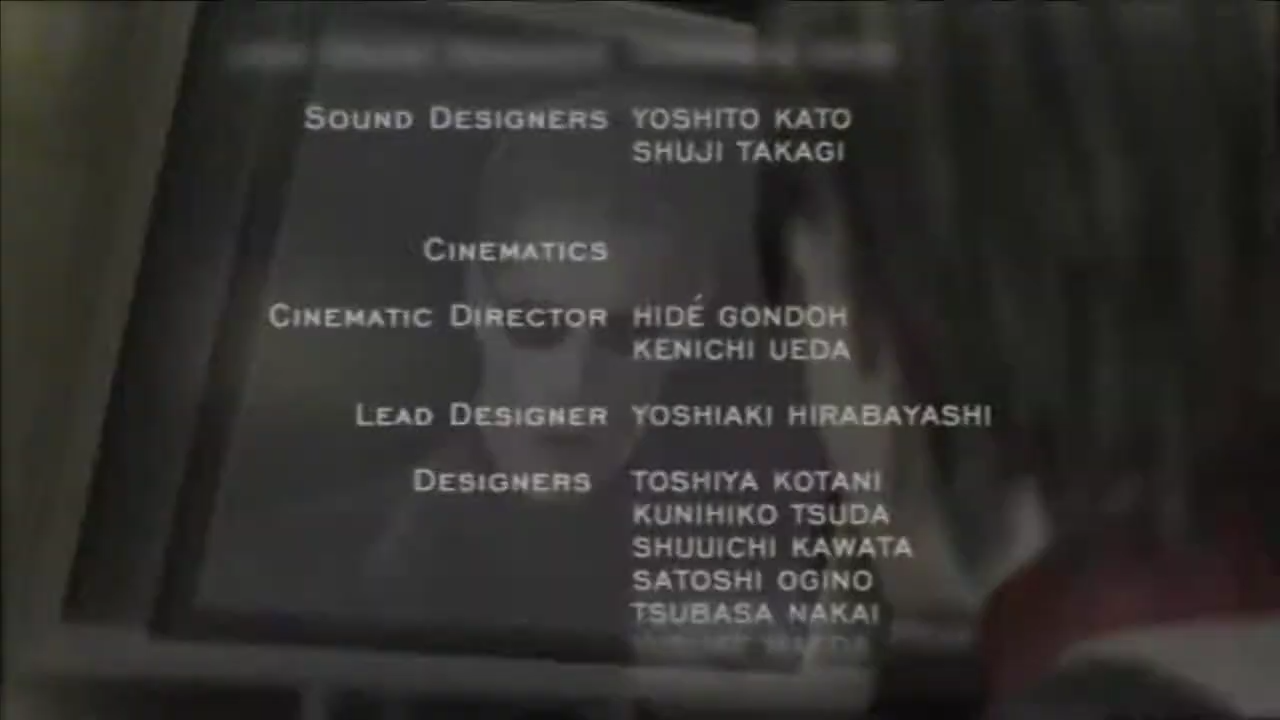 SOUND DESIGNERS YOSHITO KATO
SHUJI TAKAGI
CINEMATICS
CINEMATIC DIRECTOR HIDÉ GONDOH
KENICHI UEDA
LEAD DESIGNER YOSHIAKI HIRABAYASHI
DESIGNERS TOSHIYA KOTANI
KUNIHIKO TSUDA
SHUUICHI KAWATA
SATOSHI OGINO
TSUBASA NAKAI